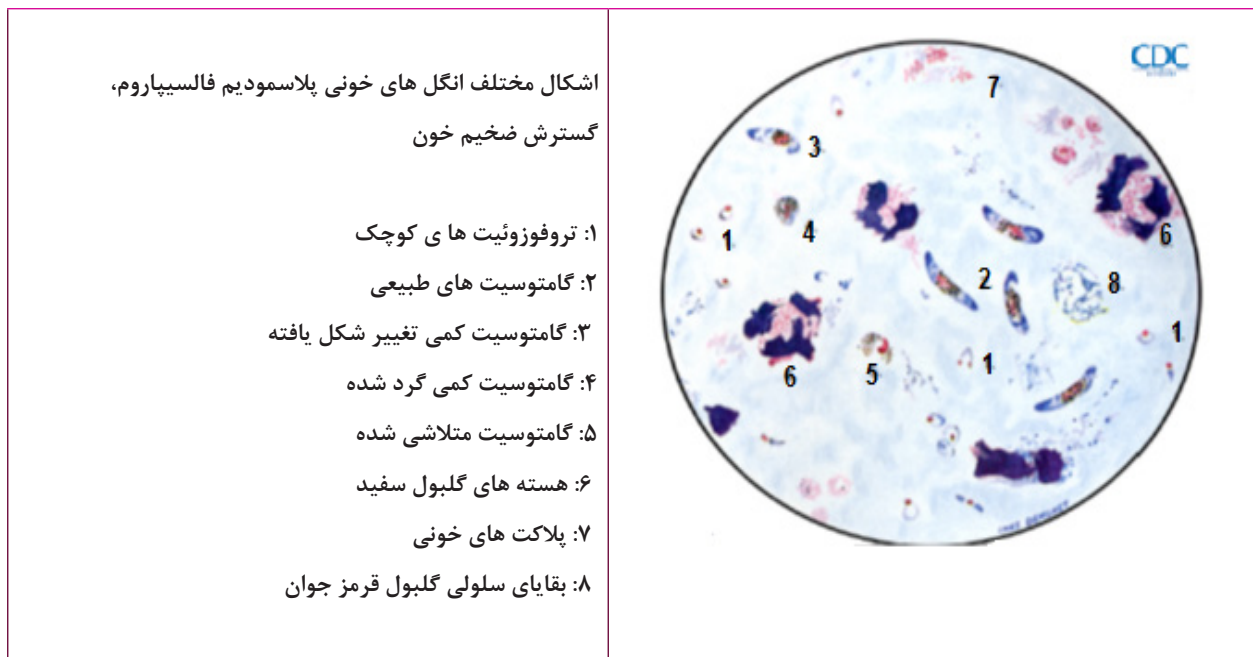 اشکال مختلف انگل های خونی پلاسمودیم فالسیپاروم،
گسترش ضخیم خون
۱: تروفوزوئیت ها ی کوچک
۲: گامتوسیت های طبیعی
۳: گامتوسیت کمی تغییر شکل یافته
۴: گامتوسیت کمی گرد شده
۵: گامتوسیت متلاشی شده
۶: هسته های گلبول سفید
۷: پلاکت های خونی
۸: بقایای سلولی گلبول قرمز جوان
CDC
7
3
6
1
4
2
8
1
1
5
6